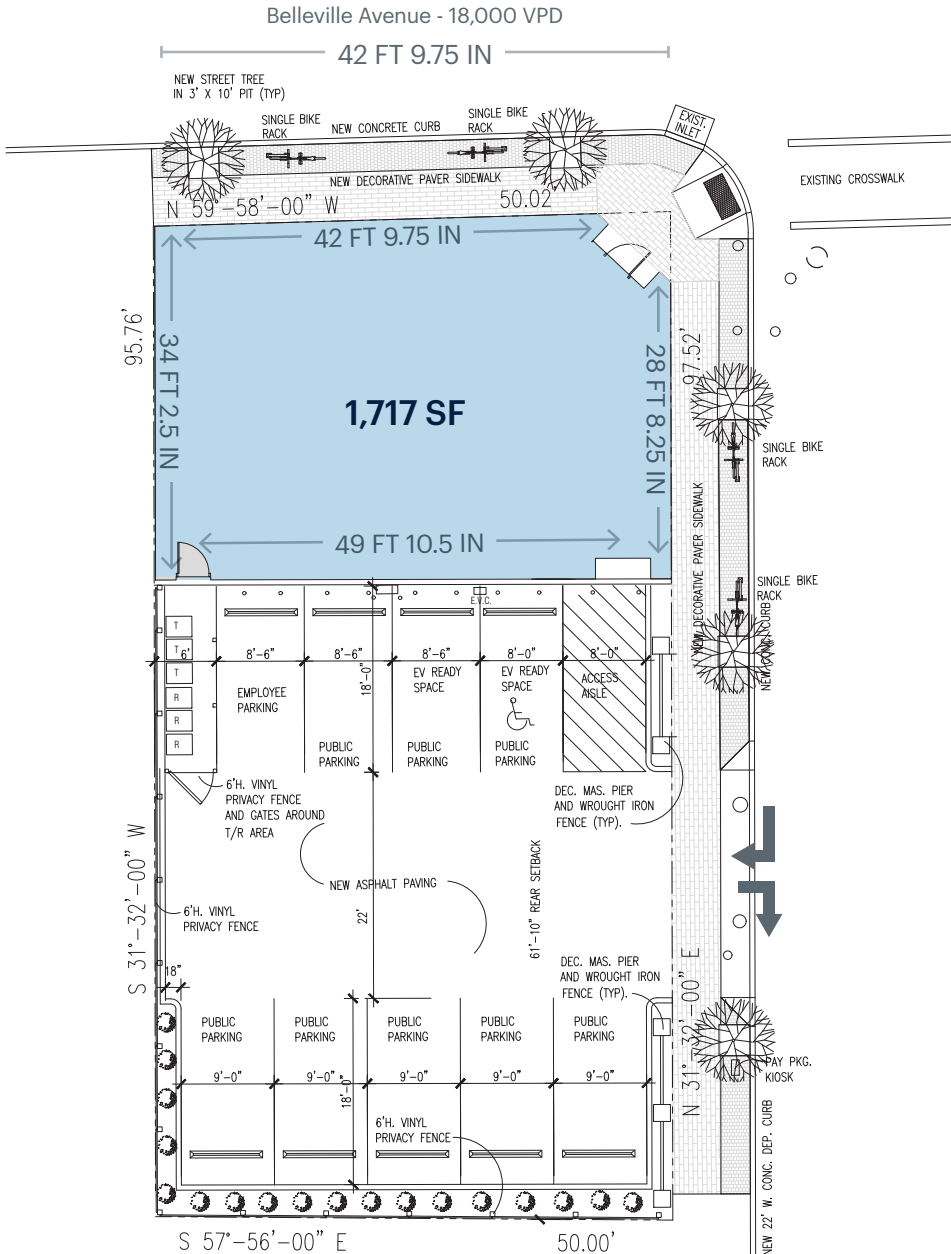 Belleville Avenue - 18,000 VPD
42 FT 9.75 IN
NEW STREET TREE
IN 3' X 10' PIT (TYP)
SINGLE BIKE
RACK
NEW CONCRETE CURB
SINGLE BIKE
RACK
EXIST.
INLET
EXISTING CROSSWALK
NEW DECORATIVE PAVER SIDEWALK
N 59°-58'-00" W
50.02'
42 FT 9.75 IN
95.76'
34 FT 2.5 IN
1,717 SF
28 FT 8.25 IN
97.52'
SINGLE BIKE
RACK
49 FT 10.5 IN
NEW DECORATIVE PAVER SIDEWALK
SINGLE BIKE
RACK
NEW CONC. CURB
E.V.C.
T
T
T
R
R
R
6'
8'-6"
8'-6"
8'-6"
8'-0"
8'-0"
18'-0"
EMPLOYEE
PARKING
PUBLIC
PARKING
EV READY
SPACE
PUBLIC
PARKING
EV READY
SPACE
PUBLIC
PARKING
ACCESS
AISLE
6'H. VINYL
PRIVACY FENCE
AND GATES AROUND
T/R AREA
DEC. MAS. PIER
AND WROUGHT IRON
FENCE (TYP).
NEW ASPHALT PAVING
S 31°-32'-00" W
6'H. VINYL
PRIVACY FENCE
22'
61'-10" REAR SETBACK
18"
DEC. MAS. PIER
AND WROUGHT IRON
FENCE (TYP).
N 31°-32'-00" E
PUBLIC
PARKING
PUBLIC
PARKING
PUBLIC
PARKING
PUBLIC
PARKING
PUBLIC
PARKING
9'-0"
9'-0"
9'-0"
9'-0"
9'-0"
18'-0"
PAY PKG.
KIOSK
6'H. VINYL
PRIVACY FENCE
NEW 22' W. CONC. DEP. CURB
S 57°-56'-00" E
50.00'